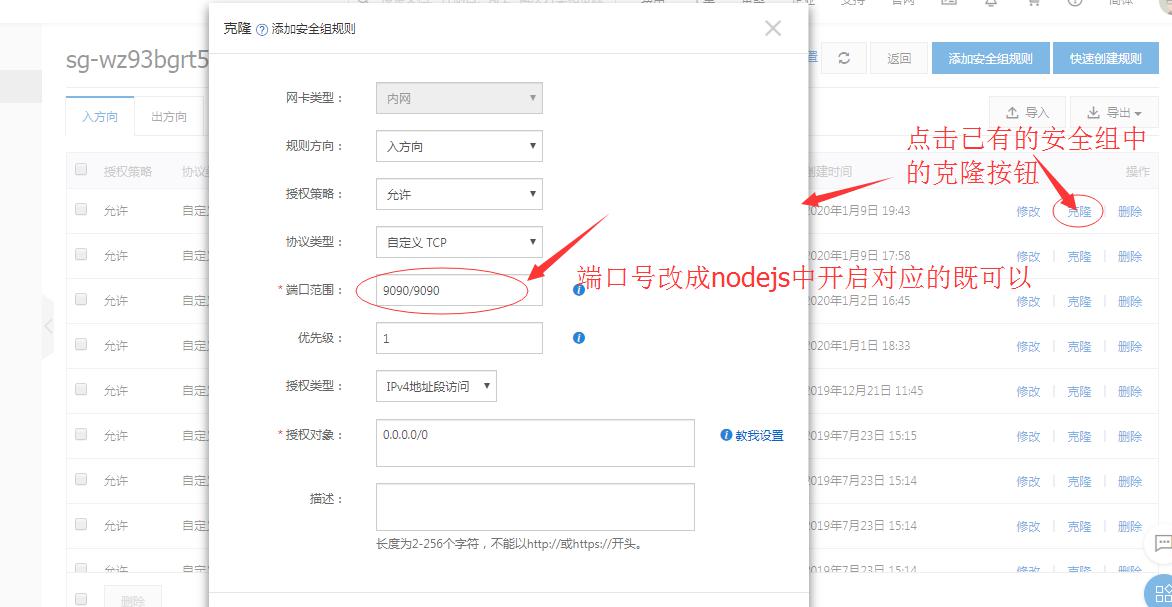 克隆 ? 添加安全组规则
sg-wz93bgrt5
返回
添加安全组规则
快速创建规则
入方向
出方向
导入
导出
点击已有的安全组中
的克隆按钮
授权策略
创建时间
操作
允许 自定 2020年1月9日 19:43 修改 克隆 删除
允许 自定 2020年1月9日 17:58 修改 克隆 删除
允许 自定 2020年1月2日 16:45 修改 克隆 删除
允许 自定 2020年1月1日 18:33 修改 克隆 删除
允许 自定 2019年12月21日 11:45 修改 克隆 删除
允许 自定 2019年7月23日 15:15 修改 克隆 删除
允许 自定 2019年7月23日 15:14 修改 克隆 删除
允许 自定 2019年7月23日 15:14 修改 克隆 删除
允许 自定 2019年7月23日 15:14 修改 克隆 删除
删除
网卡类型： 内网
规则方向： 入方向
授权策略： 允许
协议类型： 自定义 TCP
* 端口范围： 9090/9090
端口号改成nodejs中开启对应的既可以
优先级： 1
授权类型： IPv4地址段访问
* 授权对象： 0.0.0.0/0
教我设置
描述：
长度为2-256个字符，不能以http://或https://开头。